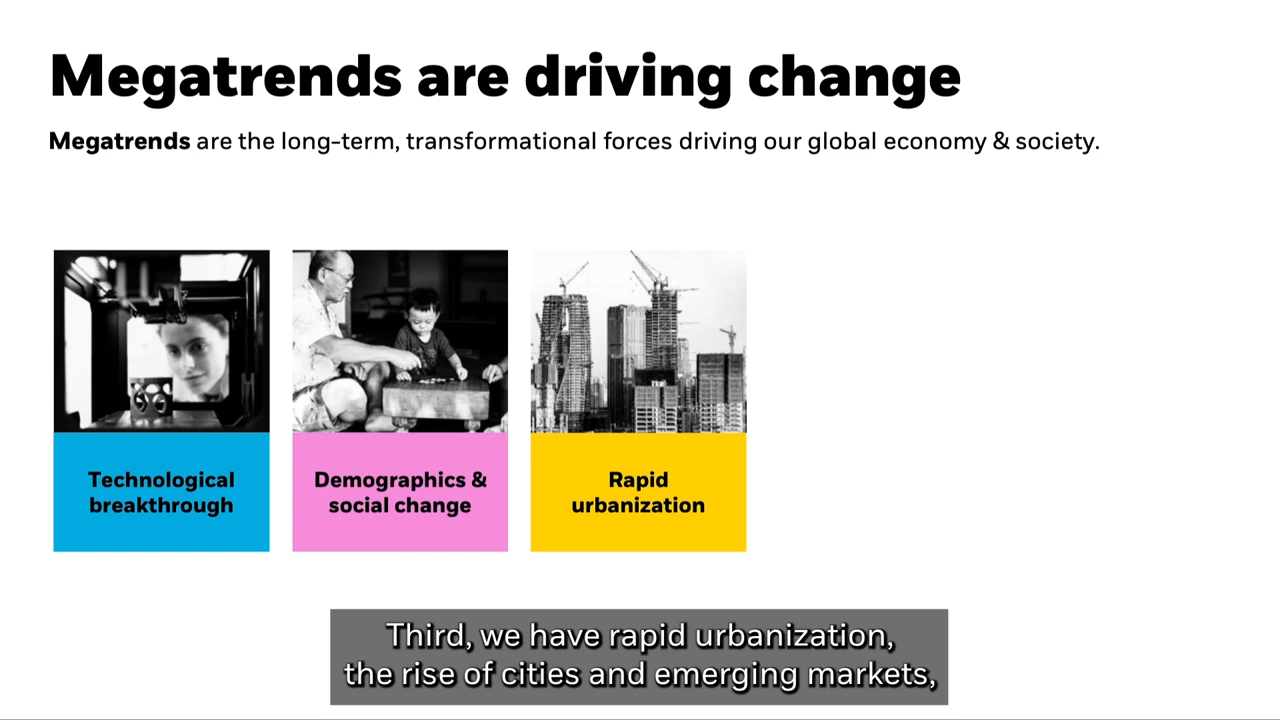 Megatrends are driving change
Megatrends are the long-term, transformational forces driving our global economy & society.
Technological
breakthrough
Demographics &
social change
Rapid
urbanization
Third, we have rapid urbanization,
the rise of cities and emerging markets,